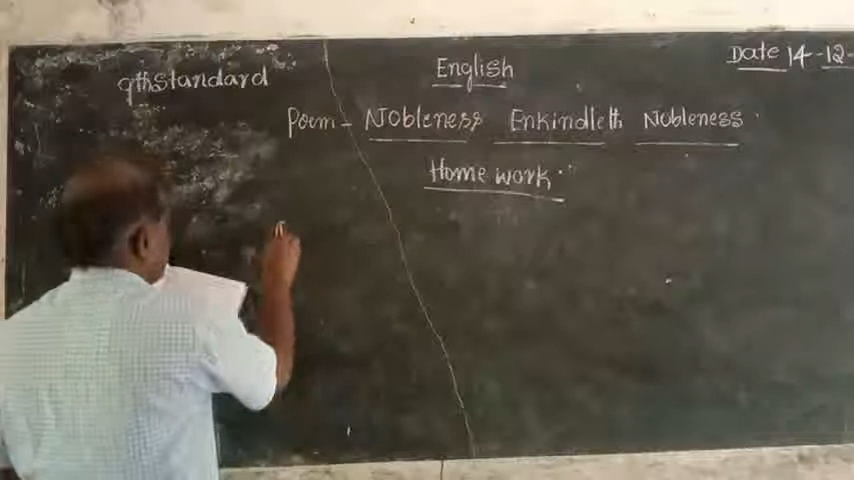 English
Date 14-12-
9thstandard
Poem - Nobleness Enkindleth Nobleness.
Home work.